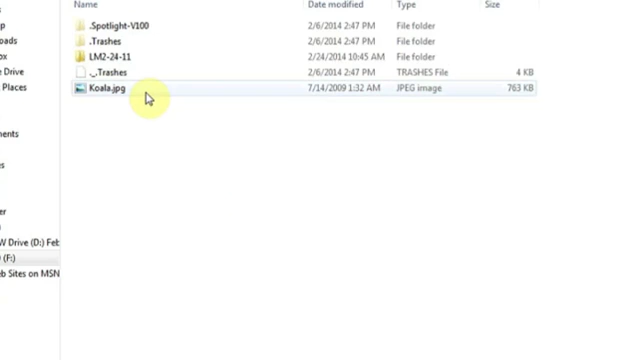 Name Date modified Type Size
.Spotlight-V100 2/6/2014 2:47 PM File folder
.Trashes 2/6/2014 2:47 PM File folder
oads
LM2-24-11 2/24/2014 10:45 AM File folder
ox
e Drive
._.Trashes 2/6/2014 2:47 PM TRASHES File 4 KB
Places
Koala.jpg 7/14/2009 1:32 AM JPEG image 763 KB
ments
s
er
W Drive (D:) Feb
(F:)
eb Sites on MSN